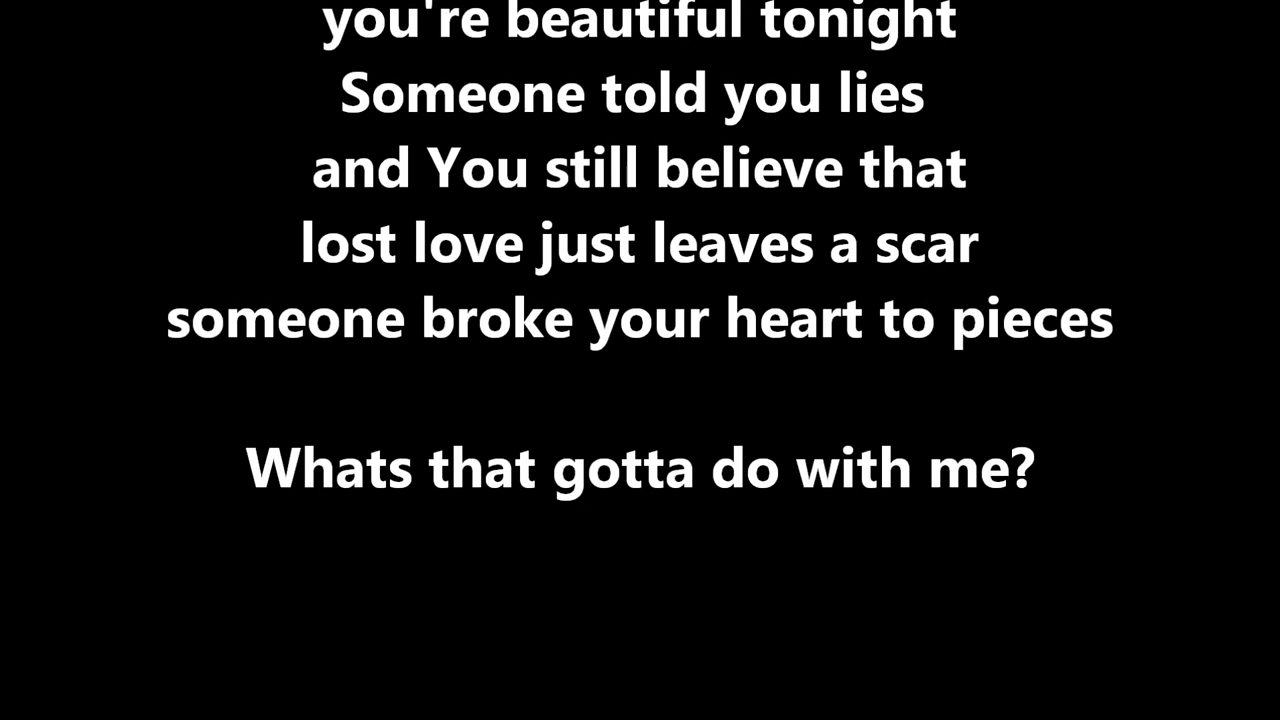 you're beautiful tonight
Someone told you lies
and You still believe that
lost love just leaves a scar
someone broke your heart to pieces
Whats that gotta do with me?